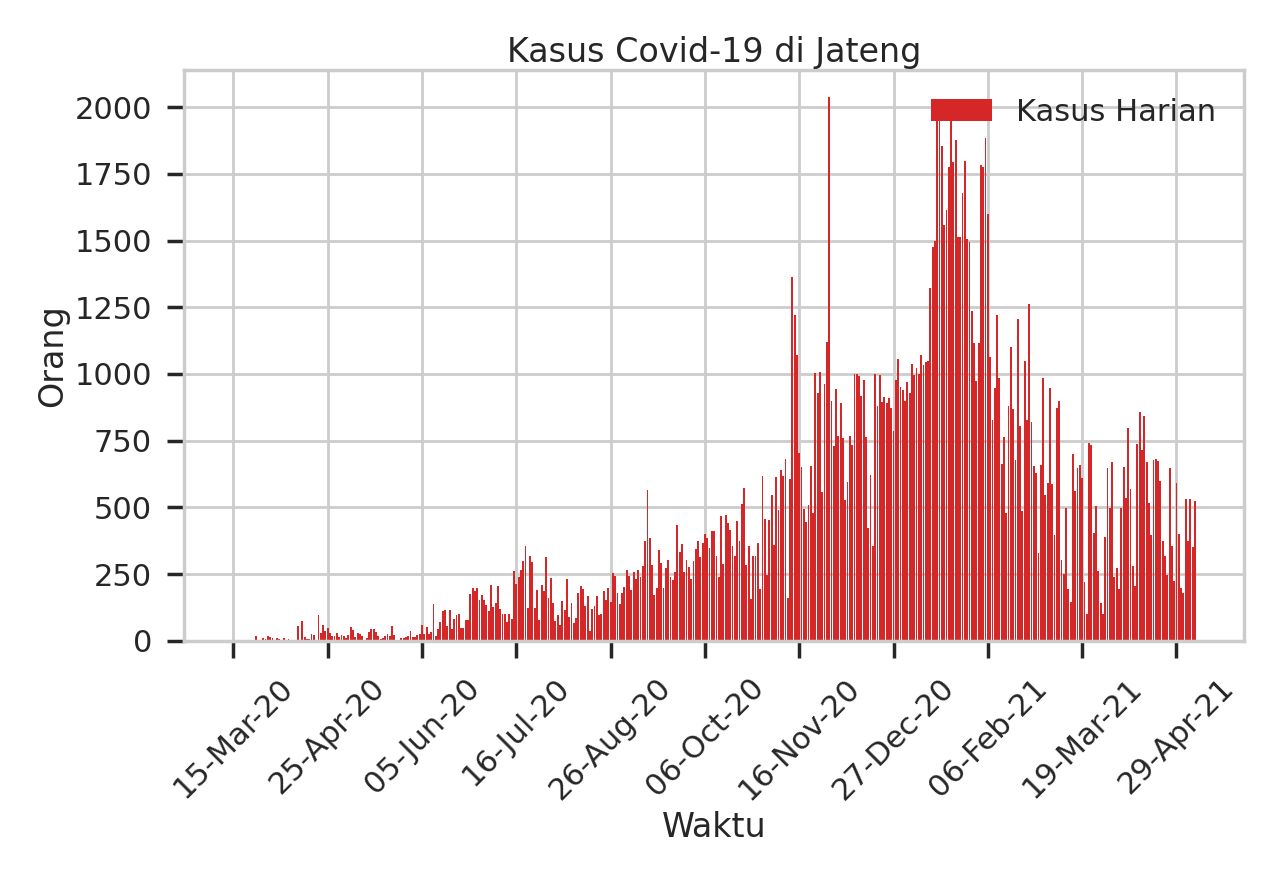 Kasus Covid-19 di Jateng
Kasus Harian
2000
1750
1500
1250
1000
750
500
250
0
Orang
15-Mar-20
25-Apr-20
05-Jun-20
16-Jul-20
26-Aug-20
06-Oct-20
16-Nov-20
27-Dec-20
06-Feb-21
19-Mar-21
29-Apr-21
Waktu